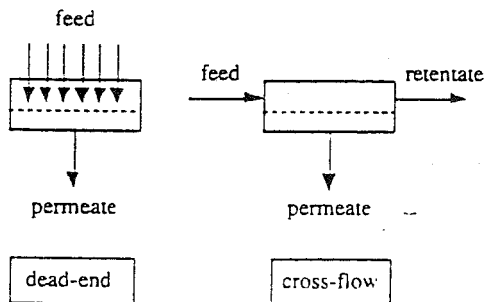 feed
feed
retentate
permeate
permeate
dead-end
cross-flow